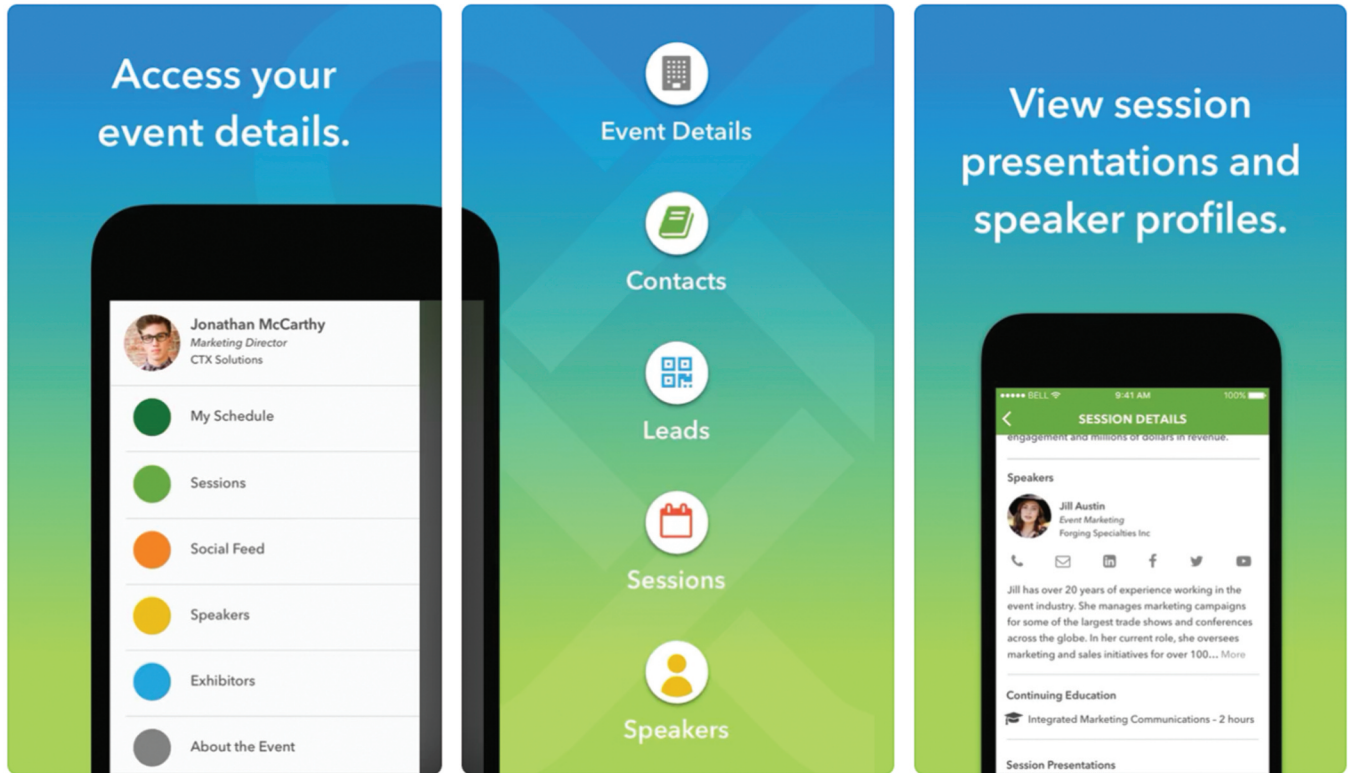 Access your
event details.
Jonathan McCarthy
Marketing Director
CTX Solutions
My Schedule
Sessions
Social Feed
Speakers
Exhibitors
About the Event
Event Details
Contacts
Leads
Sessions
Speakers
View session
presentations and
speaker profiles.
BELL 9:41 AM 100%
SESSION DETAILS
engagement and millions of dollars in revenue.
Speakers
Jill Austin
Event Marketing
Forging Specialties Inc
Jill has over 20 years of experience working in the
event industry. She manages marketing campaigns
for some of the largest trade shows and conferences
across the globe. In her current role, she oversees
marketing and sales initiatives for over 100... More
Continuing Education
Integrated Marketing Communications - 2 hours
Session Presentations